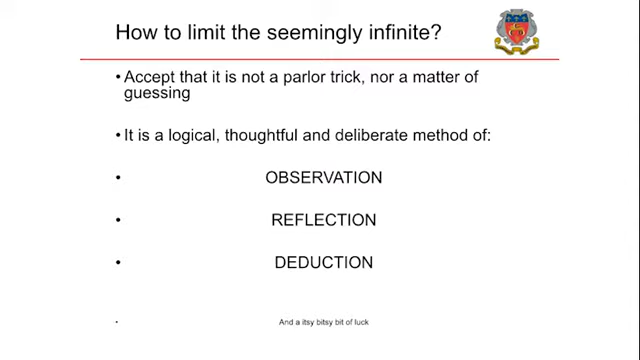 How to limit the seemingly infinite?
•Accept that it is not a parlor trick, nor a matter of
guessing
•It is a logical, thoughtful and deliberate method of:
• OBSERVATION
• REFLECTION
• DEDUCTION
• And a itsy bitsy bit of luck